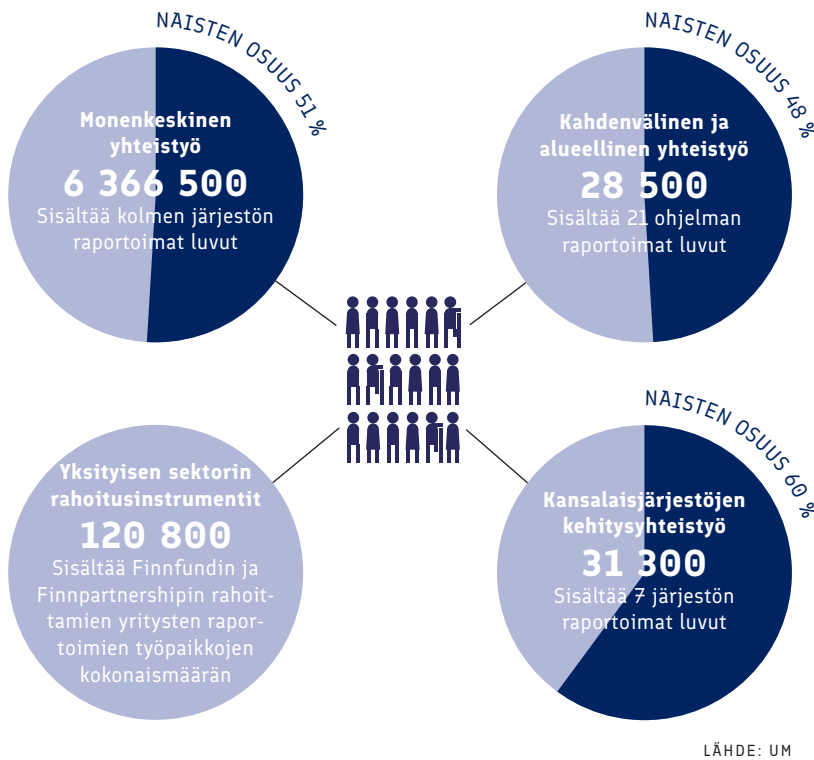 NAISTEN OSUUS 51 %
Monenkeskinen
yhteistyö
6 366 500
Sisältää kolmen järjestön
raportoimat luvut
NAISTEN OSUUS 48 %
Kahdenvälinen ja
alueellinen yhteistyö
28 500
Sisältää 21 ohjelman
raportoimat luvut
Yksityisen sektorin
rahoitusinstrumentit
120 800
Sisältää Finnfundin ja
Finnpartnershipin rahoit-
tamien yritysten rapor-
toimien työpaikkojen
kokonaismäärän
NAISTEN OSUUS 60 %
Kansalaisjärjestöjen
kehitysyhteistyö
31 300
Sisältää 7 järjestön
raportoimat luvut
LÄHDE: UM